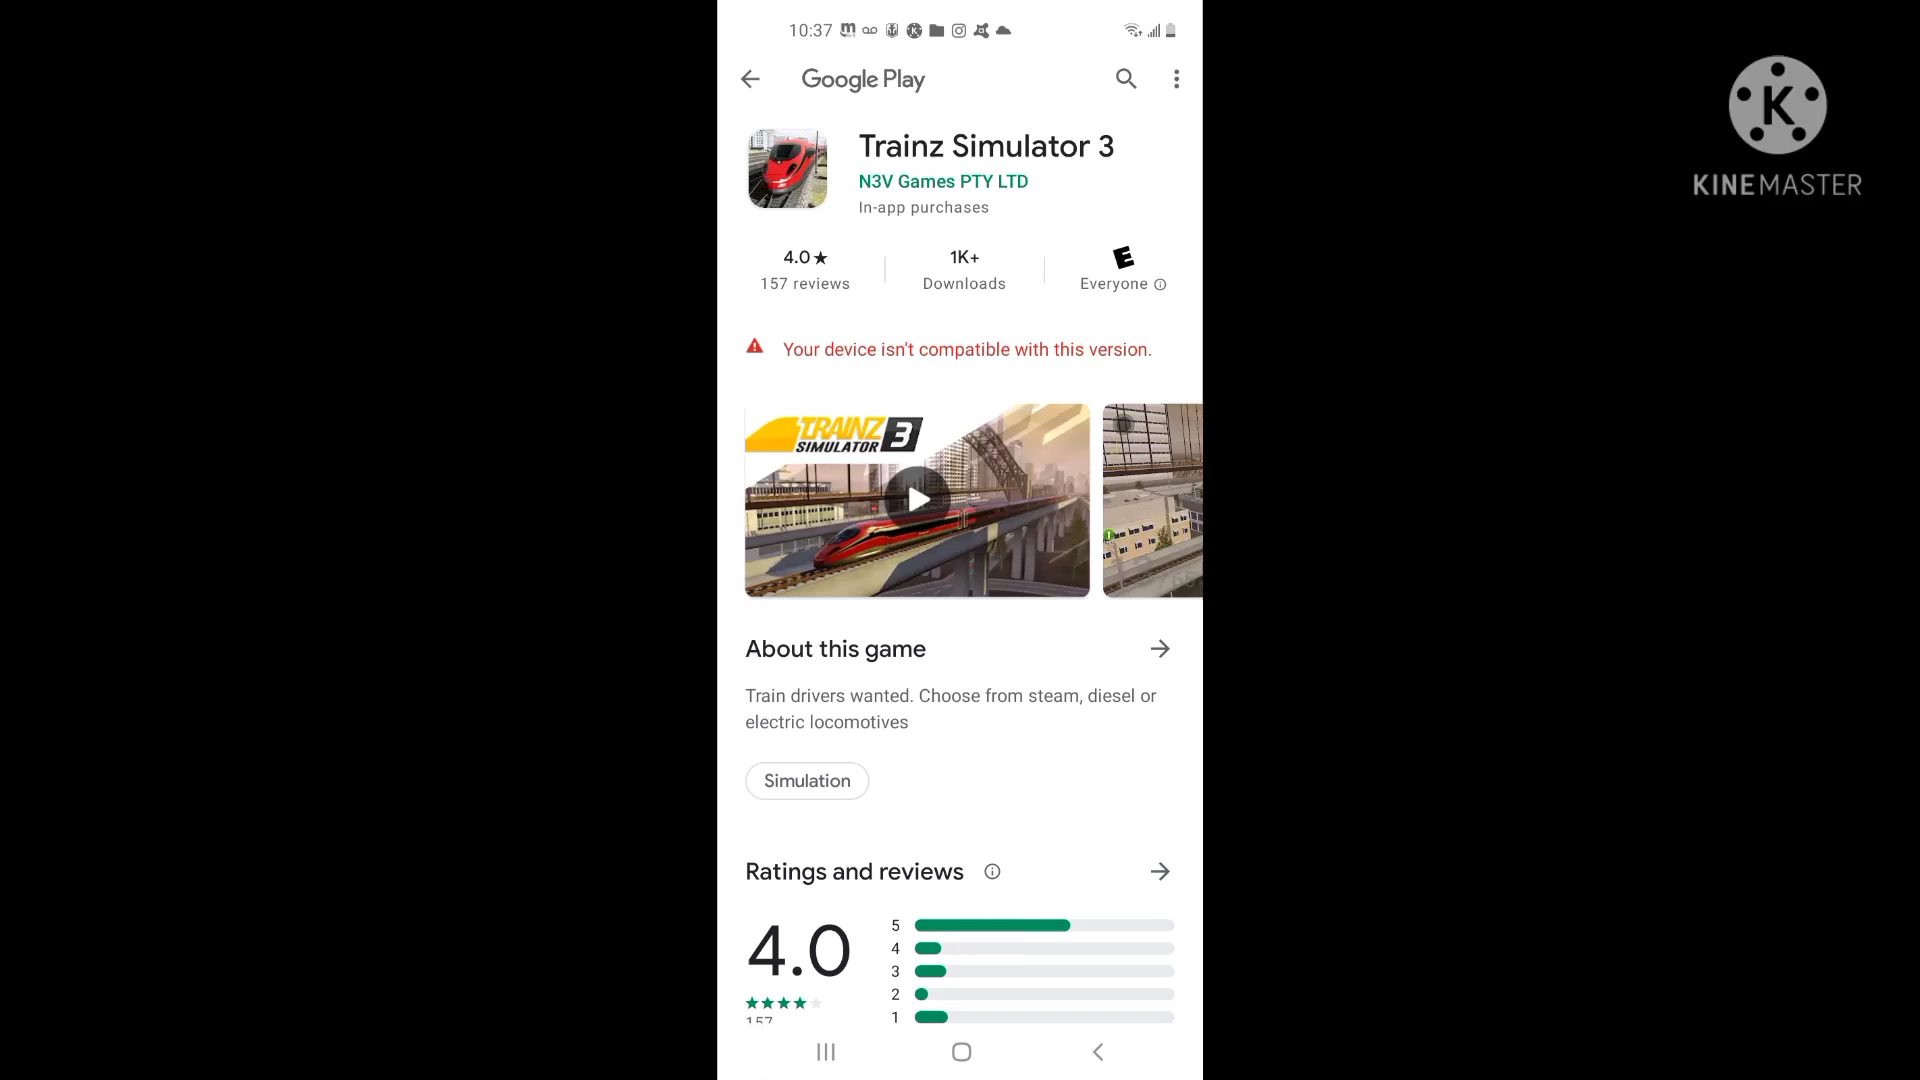 10:37
Google Play
Trainz Simulator 3
N3V Games PTY LTD
In-app purchases
4.0★
157 reviews
1K+
Downloads
E
Everyone
Your device isn't compatible with this version.
TRAINZ
SIMULATOR 3
About this game
Train drivers wanted. Choose from steam, diesel or
electric locomotives
Simulation
Ratings and reviews
4.0
157
5
4
3
2
1
K
KINEMASTER